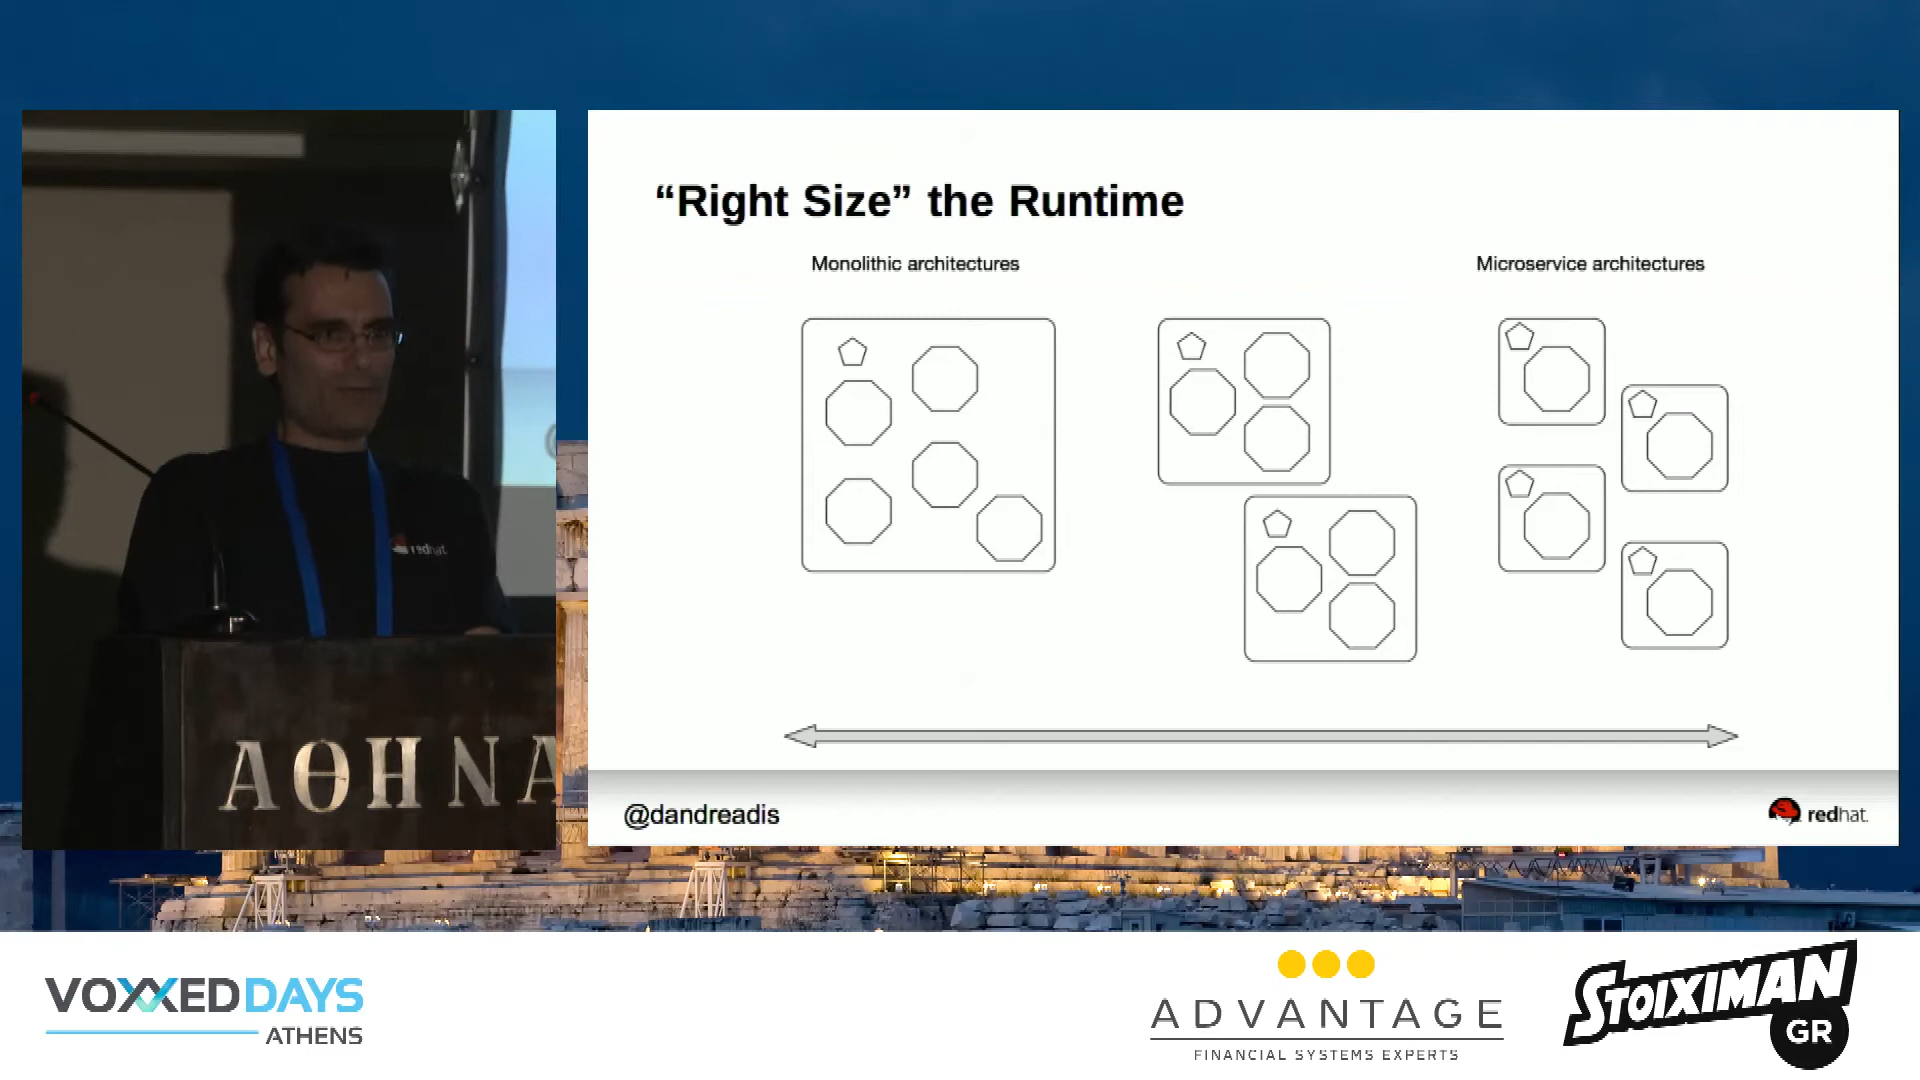 “Right Size” the Runtime
Monolithic architectures
Microservice architectures
redhat
ΑΘΗΝΑ
@dandreadis
redhat.
VOXXED DAYS
ATHENS
ADVANTAGE
FINANCIAL SYSTEMS EXPERTS
STOIXIMAN
GR